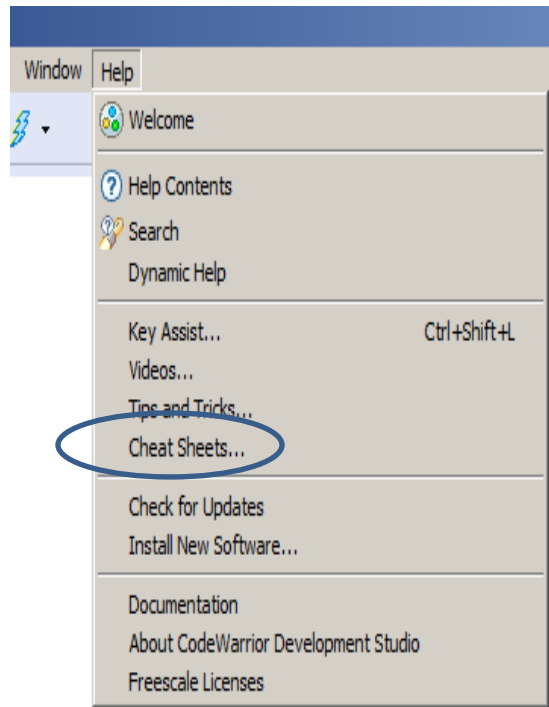 Window Help
Welcome
Help Contents
Search
Dynamic Help
Key Assist... Ctrl+Shift+L
Videos...
Tips and Tricks...
Cheat Sheets...
Check for Updates
Install New Software...
Documentation
About CodeWarrior Development Studio
Freescale Licenses